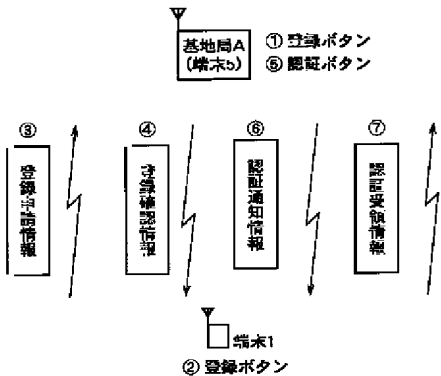 基地局A
(端末5)
① 登録ボタン
⑤ 認証ボタン
③
登録申請情報
④
登録確認情報
⑥
認証通知情報
⑦
認証受領情報
端末1
② 登録ボタン